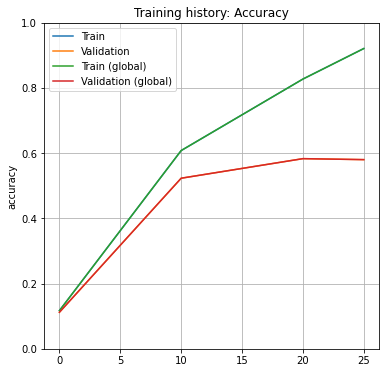 Training history: Accuracy
Train
Validation
Train (global)
Validation (global)
accuracy
1.0
0.8
0.6
0.4
0.2
0.0
0 5 10 15 20 25